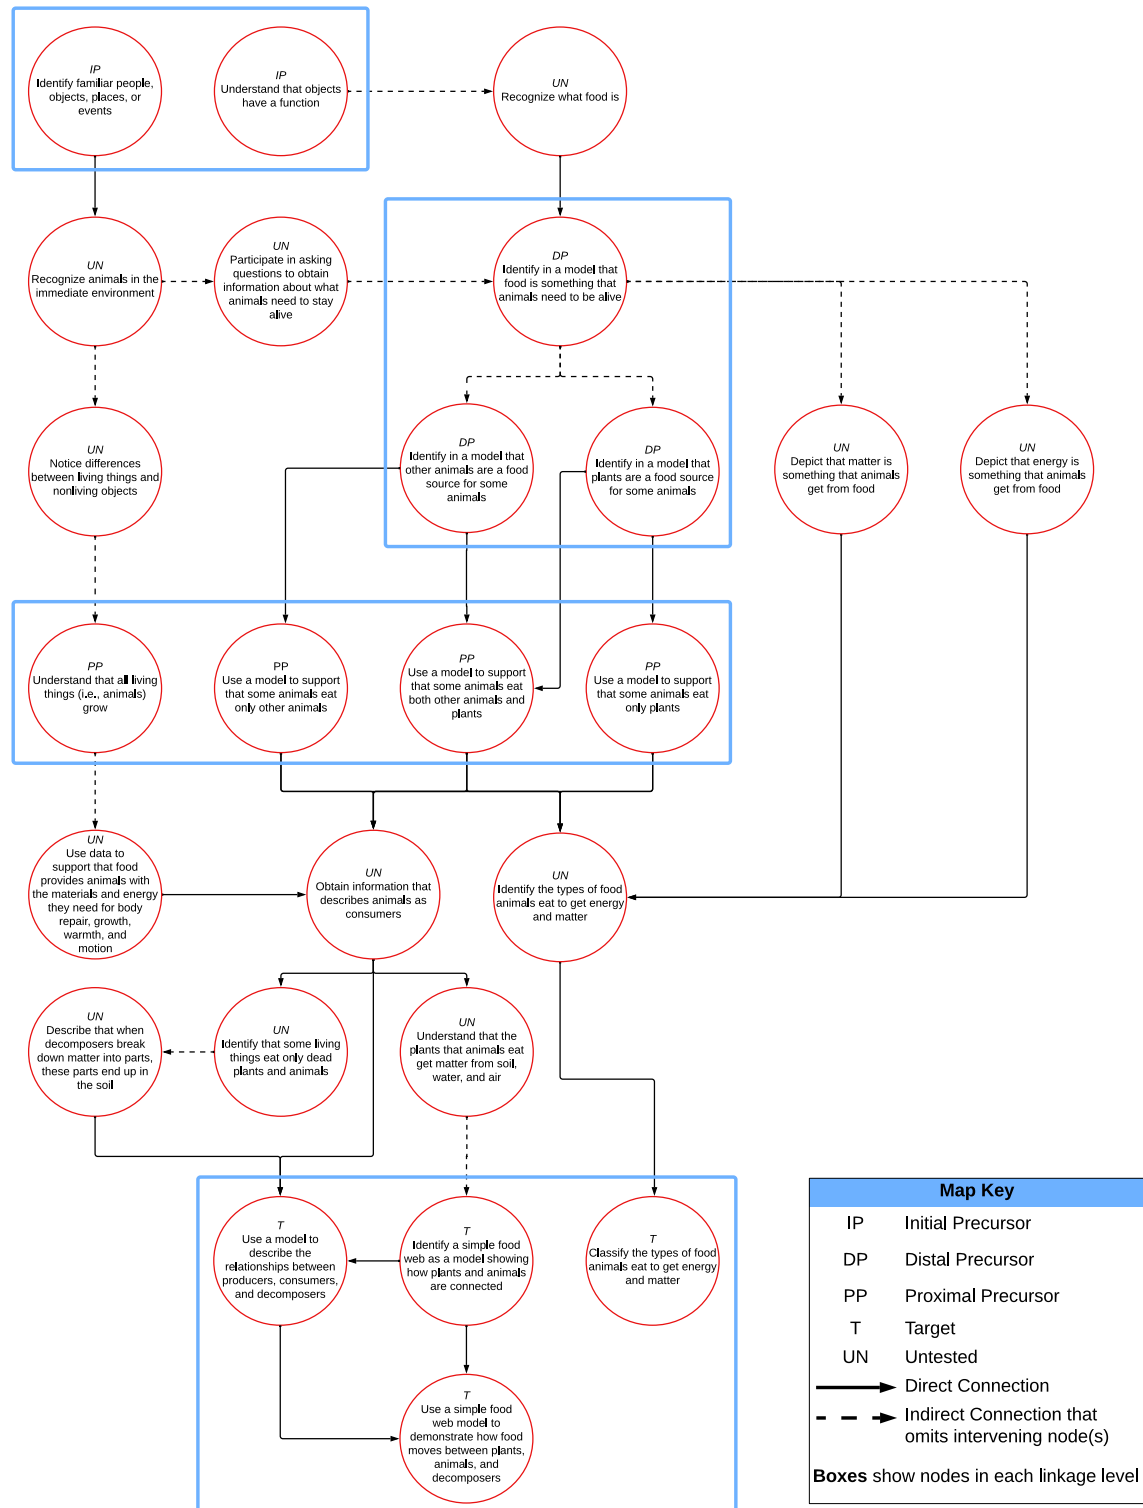 IP
Identify familiar people,
objects, places, or
events
IP
Understand that objects
have a function
UN
Recognize what food is
UN
Recognize animals in the
immediate environment
UN
Participate in asking
questions to obtain
information about what
animals need to stay
alive
DP
Identify in a model that
food is something that
animals need to be alive
UN
Notice differences
between living things and
nonliving objects
DP
Identify in a model that
other animals are a food
source for some
animals
DP
Identify in a model that
plants are a food source
for some animals
UN
Depict that matter is
something that animals
get from food
UN
Depict that energy is
something that animals
get from food
PP
Understand that all living
things (i.e., animals)
grow
PP
Use a model to support
that some animals eat
only other animals
PP
Use a model to support
that some animals eat
both other animals and
plants
PP
Use a model to support
that some animals eat
only plants
UN
Use data to
support that food
provides animals with
the materials and energy
they need for body
repair, growth,
warmth, and
motion
UN
Obtain information that
describes animals as
consumers
UN
Identify the types of food
animals eat to get energy
and matter
UN
Describe that when
decomposers break
down matter into parts,
these parts end up in
the soil
UN
Identify that some living
things eat only dead
plants and animals
UN
Understand that the
plants that animals eat
get matter from soil,
water, and air
T
Use a model to
describe the
relationships between
producers, consumers,
and decomposers
T
Identify a simple food
web as a model showing
how plants and animals
are connected
T
Classify the types of food
animals eat to get energy
and matter
T
Use a simple food
web model to
demonstrate how food
moves between plants,
animals, and
decomposers
Map Key
IP Initial Precursor
DP Distal Precursor
PP Proximal Precursor
T Target
UN Untested
Direct Connection
Indirect Connection that
omits intervening node(s)
Boxes show nodes in each linkage level